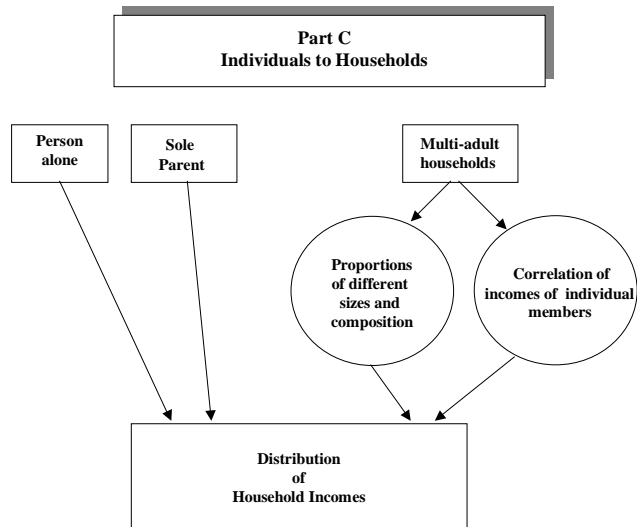 Part C
Individuals to Households
Person
alone
Sole
Parent
Multi-adult
households
Proportions
of different
sizes and
composition
Correlation of
incomes of individual
members
Distribution
of
Household Incomes